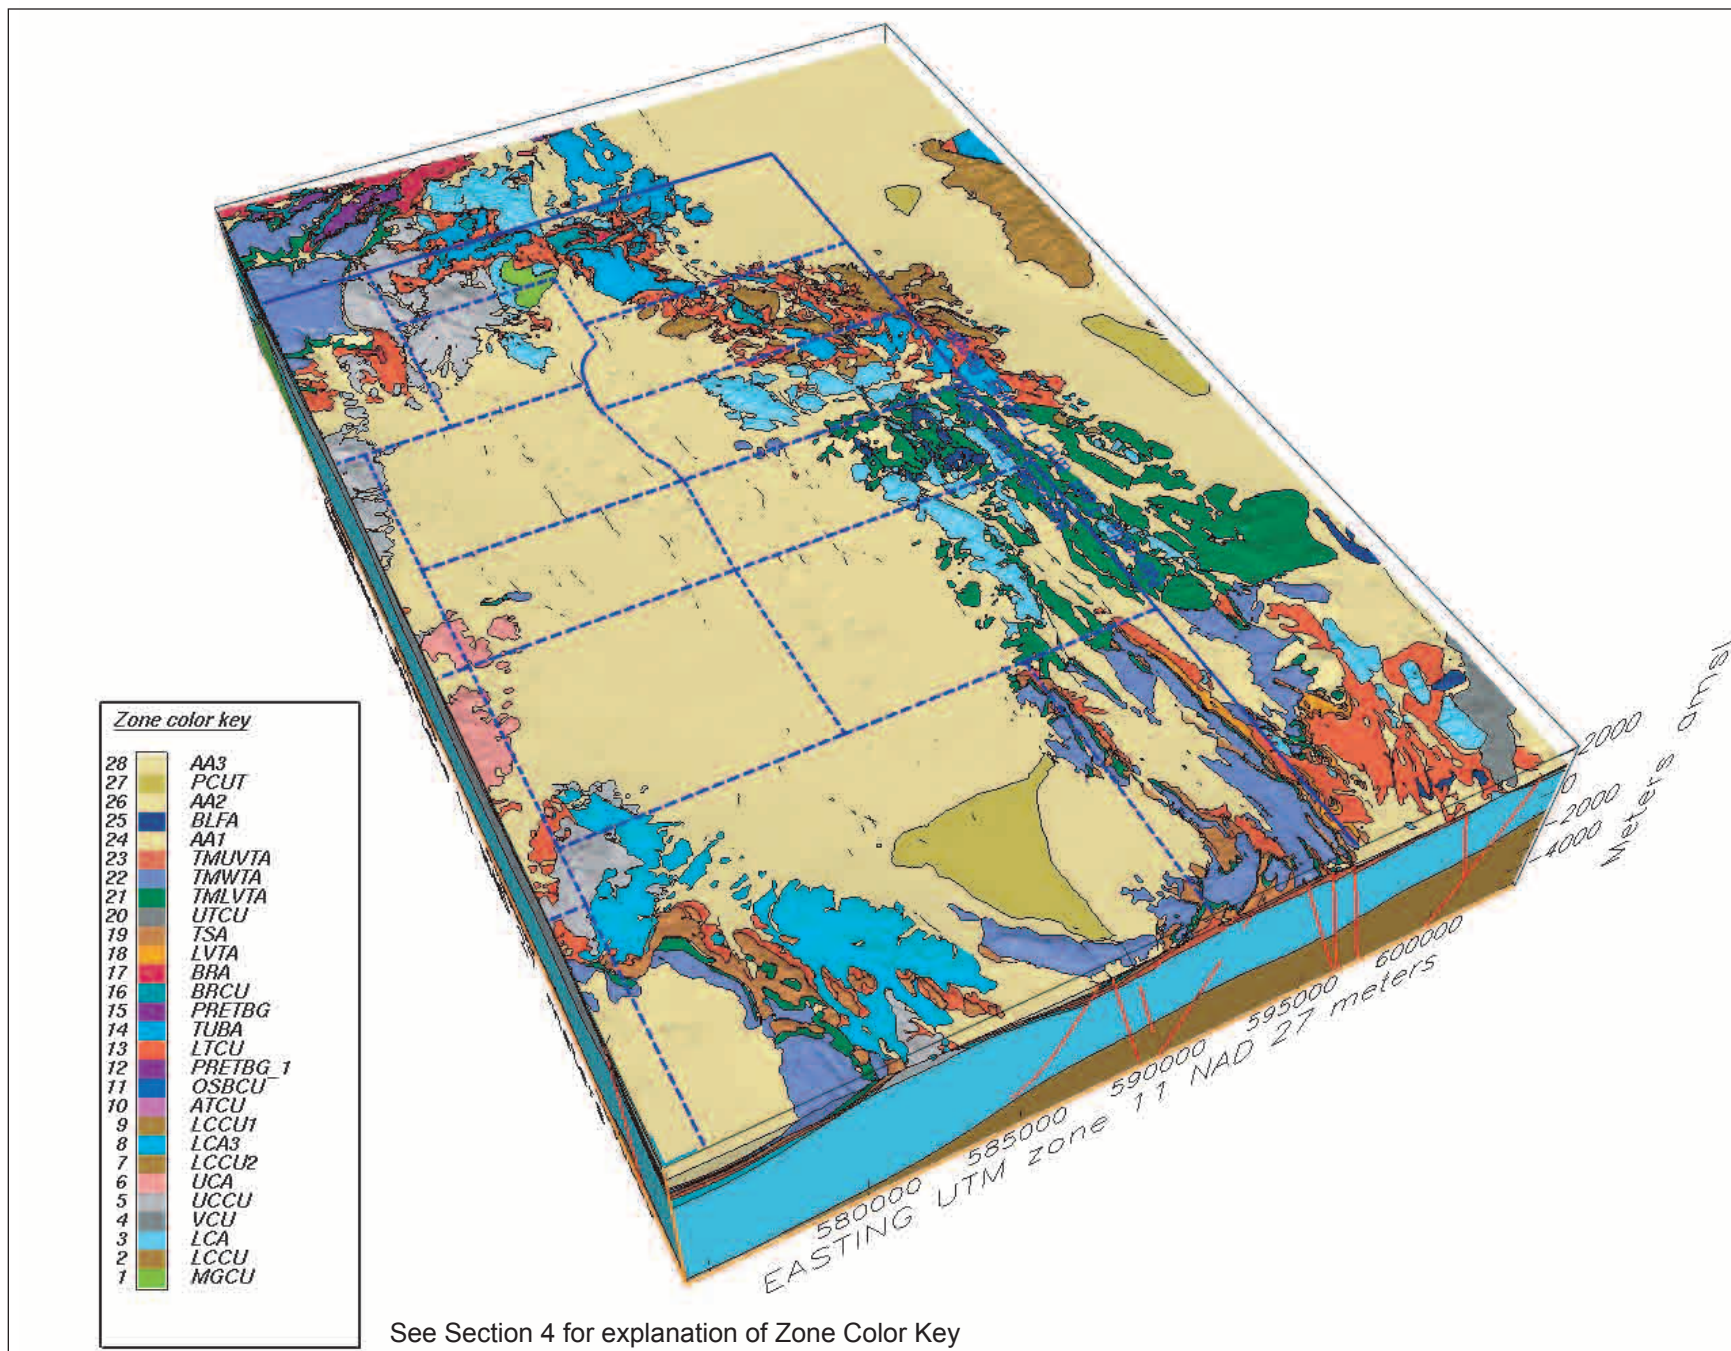 2000
0
-2000
-4000
Meters amsl
Zone color key
28 AA3
27 PCUT
26 AA2
25 BLFA
24 AA1
23 TMUVTA
22 TMWTA
21 TMLVTA
20 UTCU
19 TSA
18 LVTA
17 BRA
16 BRCU
15 PRETBG
14 TUBA
13 LTCU
12 PRETBG_1
11 OSBCU
10 ATCU
9 LCCU1
8 LCA3
7 LCCU2
6 UCA
5 UCCU
4 VCU
3 LCA
2 LCCU
1 MGCU
580000
585000
590000
595000
600000
EASTING UTM zone 11 NAD 27 meters
See Section 4 for explanation of Zone Color Key